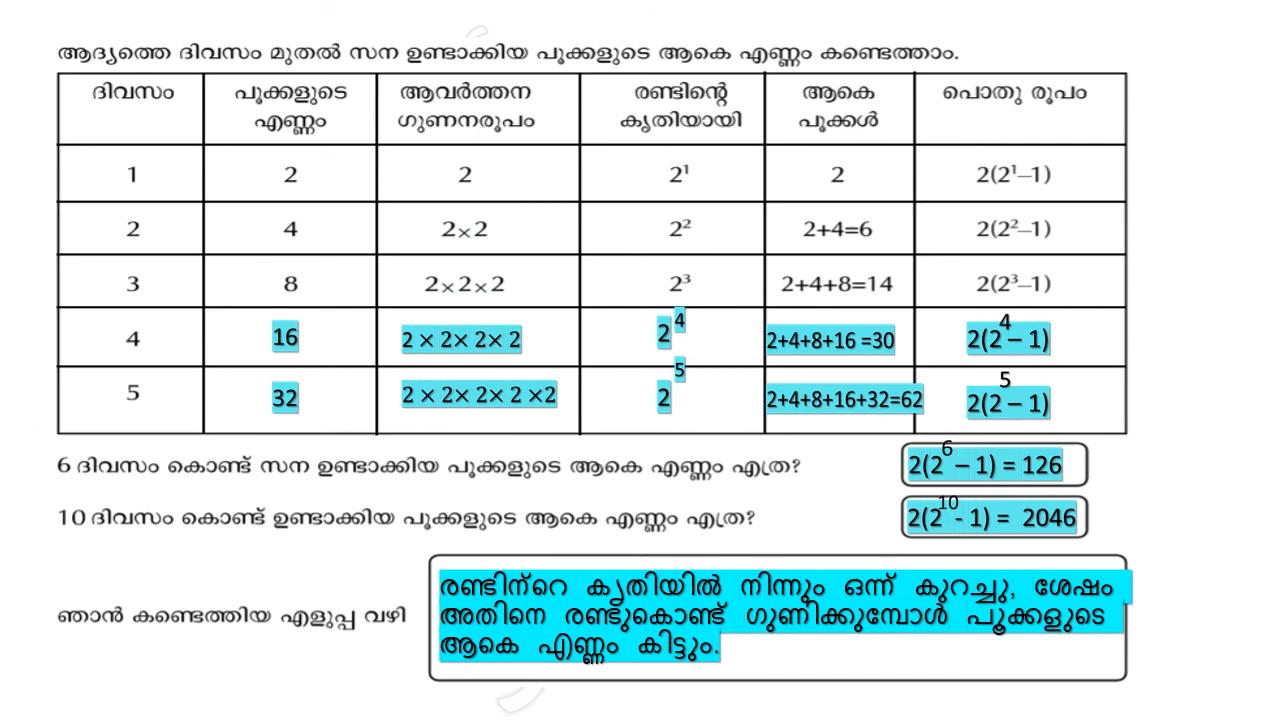 ആദ്യത്തെ ദിവസം മുതൽ സന ഉണ്ടാക്കിയ പൂക്കളുടെ ആകെ എണ്ണം കണ്ടെത്താം.
ദിവസം പൂക്കളുടെ എണ്ണം ആവർത്തന ഗുണനരൂപം രണ്ടിന്റെ കൃതിയായി ആകെ പൂക്കൾ പൊതു രൂപം
1 2 2 2¹ 2 2(2¹–1)
2 4 2×2 2² 2+4=6 2(2²–1)
3 8 2×2×2 2³ 2+4+8=14 2(2³–1)
4 16 2 × 2× 2× 2 2⁴ 2+4+8+16 =30 2(2⁴– 1)
5 32 2 × 2× 2× 2 ×2 2⁵ 2+4+8+16+32=62 2(2⁵– 1)
6 ദിവസം കൊണ്ട് സന ഉണ്ടാക്കിയ പൂക്കളുടെ ആകെ എണ്ണം എത്ര? 2(2⁶– 1) = 126
10 ദിവസം കൊണ്ട് ഉണ്ടാക്കിയ പൂക്കളുടെ ആകെ എണ്ണം എത്ര? 2(2¹⁰- 1) = 2046
ഞാൻ കണ്ടെത്തിയ എളുപ്പ വഴി
രണ്ടിന്റെ കൃതിയിൽ നിന്നും ഒന്ന് കുറച്ചു, ശേഷം
അതിനെ രണ്ടുകൊണ്ട് ഗുണിക്കുമ്പോൾ പൂക്കളുടെ
ആകെ എണ്ണം കിട്ടും.